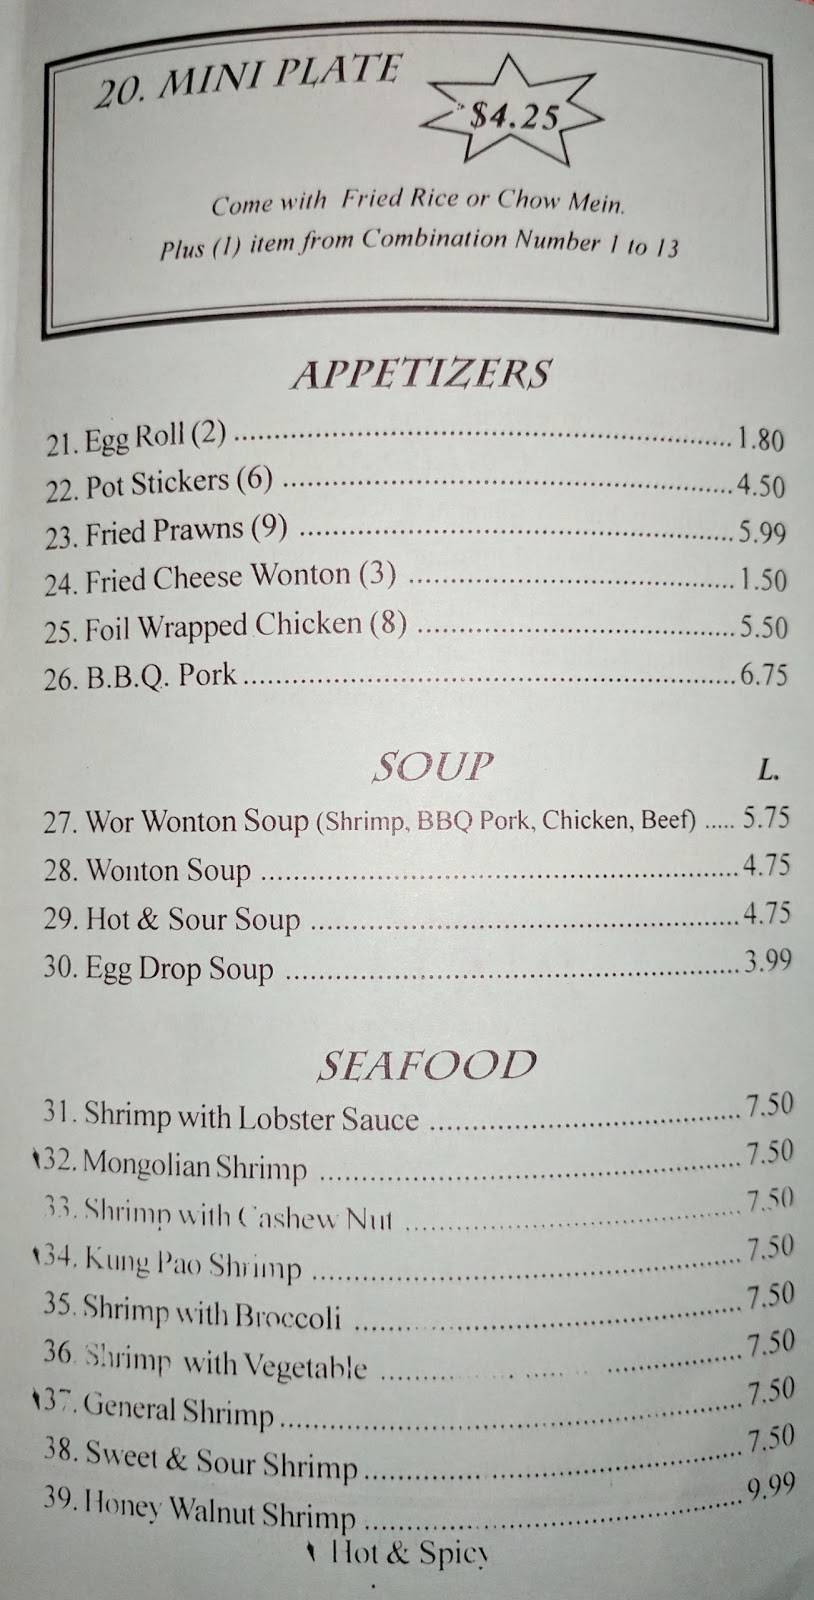 20. MINI PLATE
$4.25
Come with Fried Rice or Chow Mein.
Plus (1) item from Combination Number 1 to 13
APPETIZERS
21. Egg Roll (2) ........ 1.80
22. Pot Stickers (6) ........ 4.50
23. Fried Prawns (9) ........ 5.99
24. Fried Cheese Wonton (3) ........ 1.50
25. Foil Wrapped Chicken (8) ........ 5.50
26. B.B.Q. Pork ........ 6.75
SOUP L.
27. Wor Wonton Soup (Shrimp, BBQ Pork, Chicken, Beef) ..... 5.75
28. Wonton Soup ........ 4.75
29. Hot & Sour Soup ........ 4.75
30. Egg Drop Soup ........ 3.99
SEAFOOD
31. Shrimp with Lobster Sauce ........ 7.50
32. Mongolian Shrimp ........ 7.50
33. Shrimp with Cashew Nut ........ 7.50
34. Kung Pao Shrimp ........ 7.50
35. Shrimp with Broccoli ........ 7.50
36. Shrimp with Vegetable ........ 7.50
37. General Shrimp ........ 7.50
38. Sweet & Sour Shrimp ........ 7.50
39. Honey Walnut Shrimp ........ 9.99
Hot & Spicy